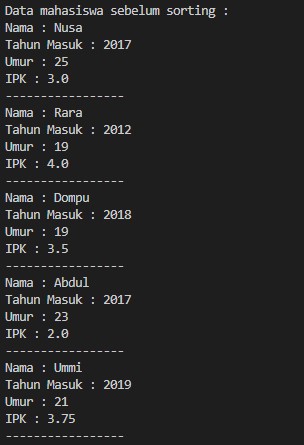 Data mahasiswa sebelum sorting :
Nama : Nusa
Tahun Masuk : 2017
Umur : 25
IPK : 3.0
-----------------
Nama : Rara
Tahun Masuk : 2012
Umur : 19
IPK : 4.0
-----------------
Nama : Dompu
Tahun Masuk : 2018
Umur : 19
IPK : 3.5
-----------------
Nama : Abdul
Tahun Masuk : 2017
Umur : 23
IPK : 2.0
-----------------
Nama : Ummi
Tahun Masuk : 2019
Umur : 21
IPK : 3.75
-----------------